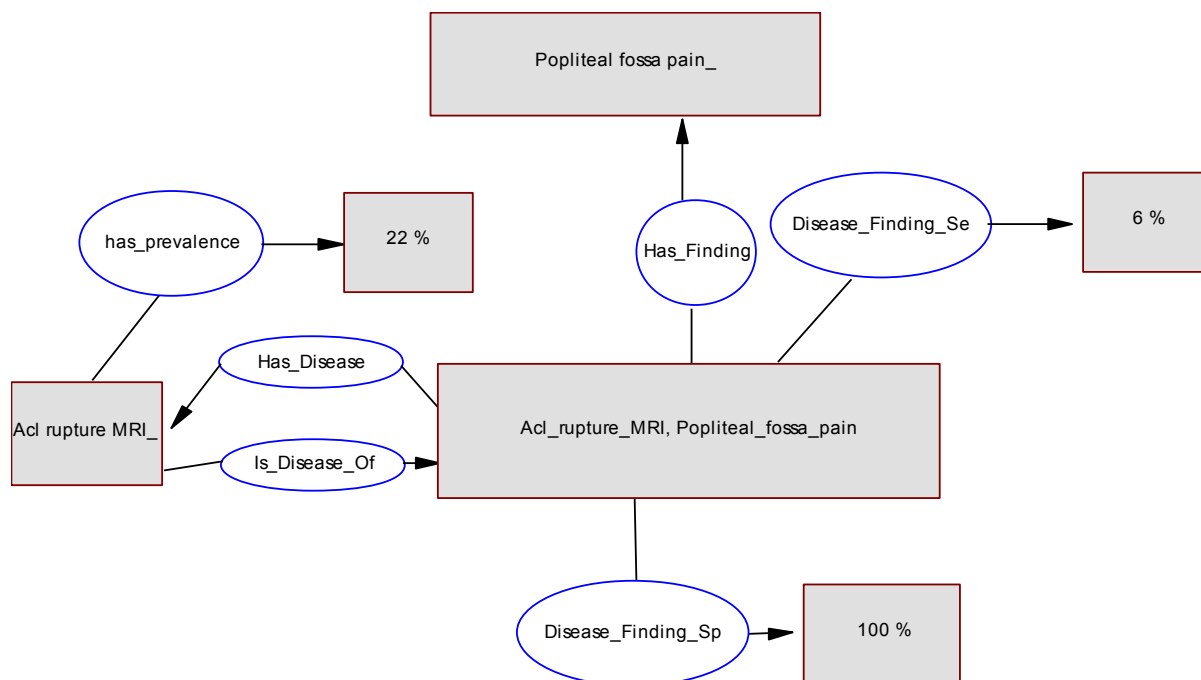 Popliteal fossa pain_
has_prevalence
22 %
Has_Finding
Disease_Finding_Se
6 %
Has_Disease
Acl rupture MRI_
Acl_rupture_MRI, Popliteal_fossa_pain
Is_Disease_Of
Disease_Finding_Sp
100 %